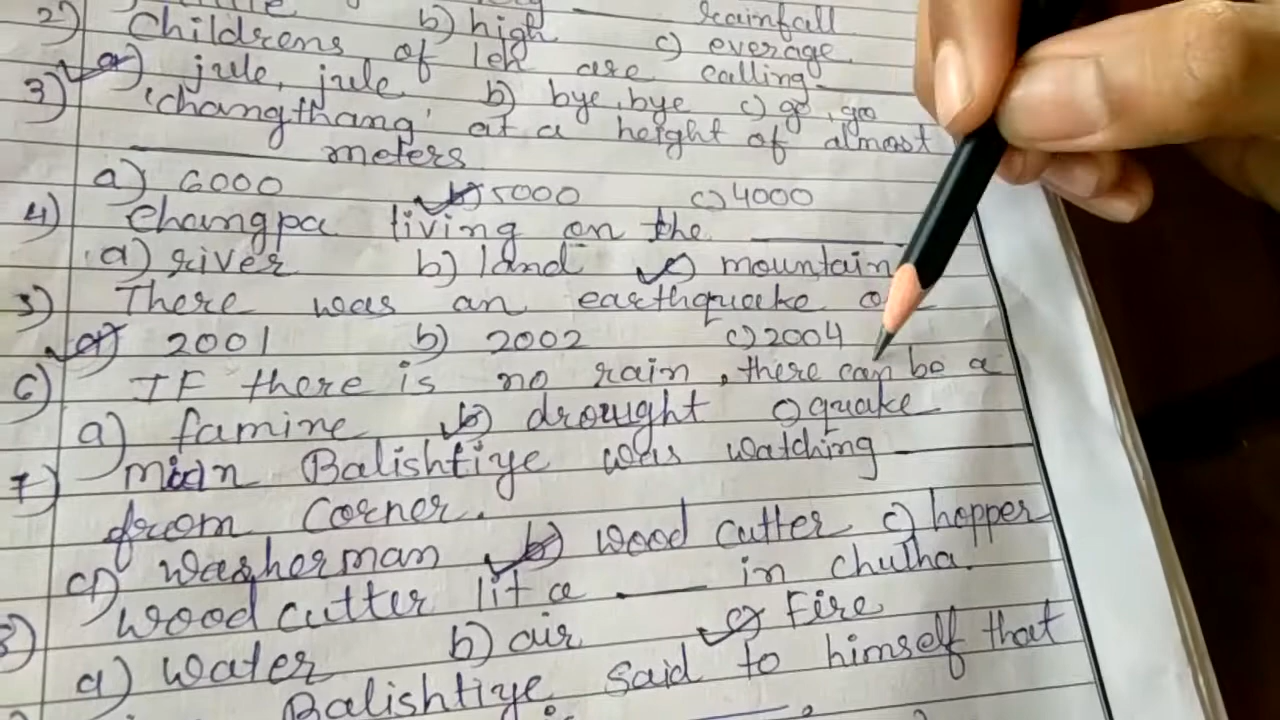 b) high rainfall
2) Childrens of leh c) everage
a) jule, jule are calling
3) 'changthang' b) bye, bye c) go, go
at a height of almost
meters
a) 6000 b) 5000 c) 4000
4) changpa living on the
a) river b) land c) mountain
5) There was an earthquake
a) 2001 b) 2002 c) 2004
6) IF there is no rain, there can be a
a) famine b) drought c) quake
7) mian Balishtiye was watching
from corner.
a) washerman b) wood cutter c) hopper
8) wood cutter lit a ___ in chulha.
a) water b) air c) Fire
Balishtiye said to himself that